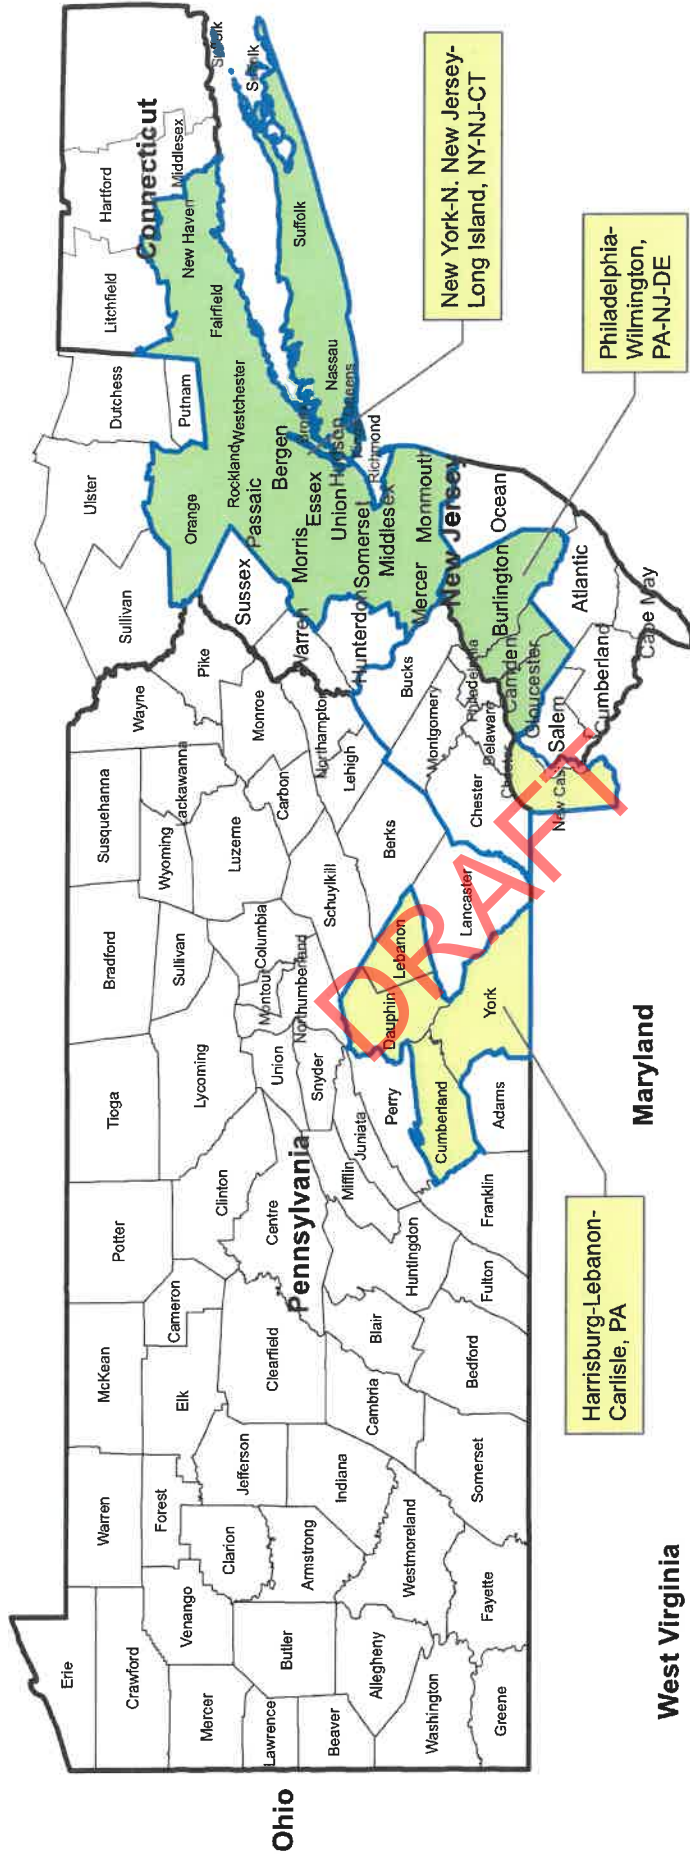 Ohio
West Virginia
Maryland
Pennsylvania
New Jersey
Connecticut
Erie
Crawford
Warren
McKean
Potter
Tioga
Bradford
Susquehanna
Wayne
Mercer
Venango
Forest
Elk
Cameron
Clinton
Lycoming
Sullivan
Wyoming
Lackawanna
Pike
Lawrence
Butler
Clarion
Jefferson
Clearfield
Centre
Union
Montour
Columbia
Luzerne
Monroe
Beaver
Armstrong
Indiana
Snyder
Northumberland
Carbon
Northampton
Allegheny
Westmoreland
Cambria
Blair
Huntingdon
Mifflin
Juniata
Perry
Dauphin
Lebanon
Schuylkill
Lehigh
Berks
Bucks
Montgomery
Washington
Greene
Fayette
Somerset
Bedford
Fulton
Franklin
Cumberland
Adams
York
Lancaster
Chester
Delaware
Philadelphia
Chester
New Cas
Ulster
Sullivan
Dutchess
Orange
Putnam
Rockland
Westchester
Litchfield
Hartford
Middlesex
New Haven
Fairfield
Suffolk
Suffolk
Suffolk
Nassau
Queens
Kings
Bronx
Richmond
Sussex
Passaic
Bergen
Warren
Morris
Essex
Union
Hudson
Hunterdon
Somerset
Middlesex
Mercer
Monmouth
Ocean
Burlington
Camden
Gloucester
Salem
Atlantic
Cumberland
Cape May
New York-N. New Jersey-
Long Island, NY-NJ-CT
Philadelphia-
Wilmington,
PA-NJ-DE
Harrisburg-Lebanon-
Carlisle, PA
DRAFT